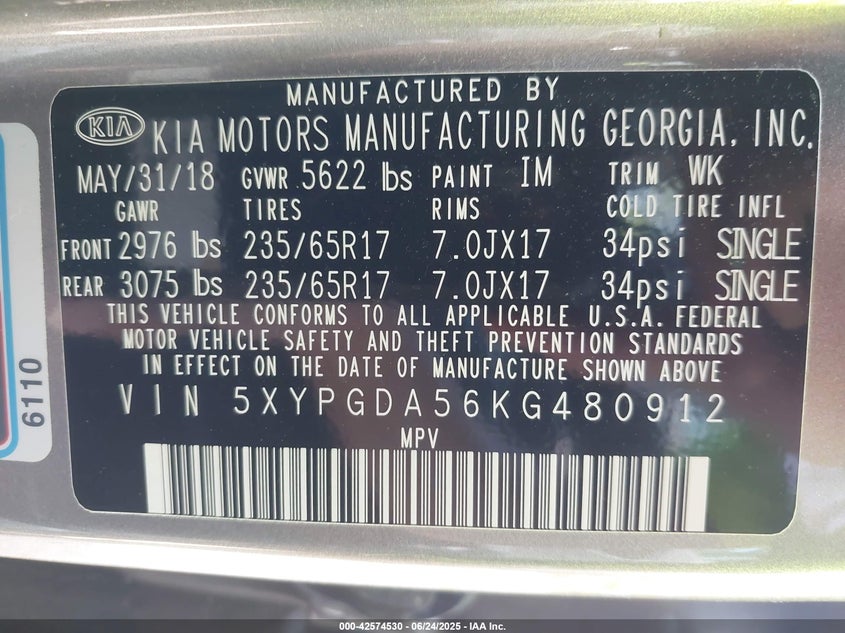 MANUFACTURED BY
KIA KIA MOTORS MANUFACTURING GEORGIA, INC.
MAY/31/18 GVWR 5622 lbs PAINT IM TRIM WK
GAWR TIRES RIMS COLD TIRE INFL
FRONT 2976 lbs 235/65R17 7.0JX17 34psi SINGLE
REAR 3075 lbs 235/65R17 7.0JX17 34psi SINGLE
THIS VEHICLE CONFORMS TO ALL APPLICABLE U.S.A. FEDERAL
MOTOR VEHICLE SAFETY AND THEFT PREVENTION STANDARDS
IN EFFECT ON THE DATE OF MANUFACTURE SHOWN ABOVE
VIN 5XYPGDA56KG480912
MPV
6110
000-42574530 - 06/24/2025 - IAA Inc.